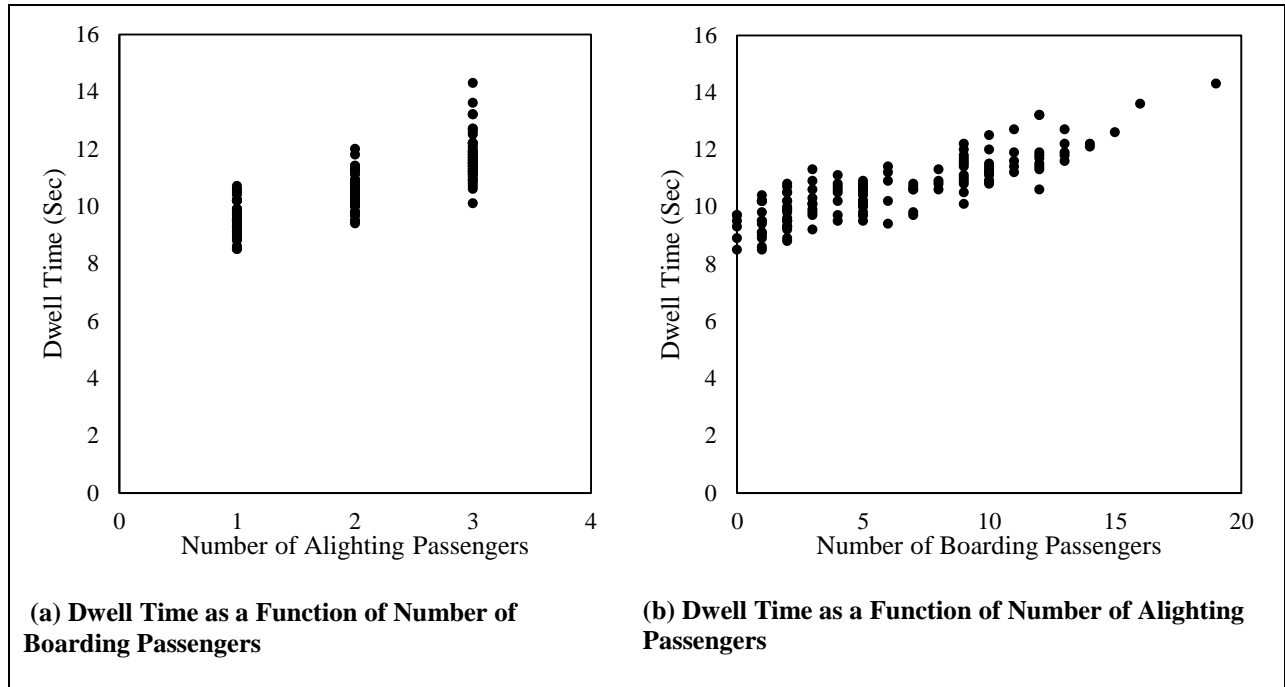 16
14
12
10
8
6
4
2
0
Dwell Time (Sec)
0 1 2 3 4
Number of Alighting Passengers
(a) Dwell Time as a Function of Number of
Boarding Passengers
16
14
12
10
8
6
4
2
0
Dwell Time (Sec)
0 5 10 15 20
Number of Boarding Passengers
(b) Dwell Time as a Function of Number of Alighting
Passengers